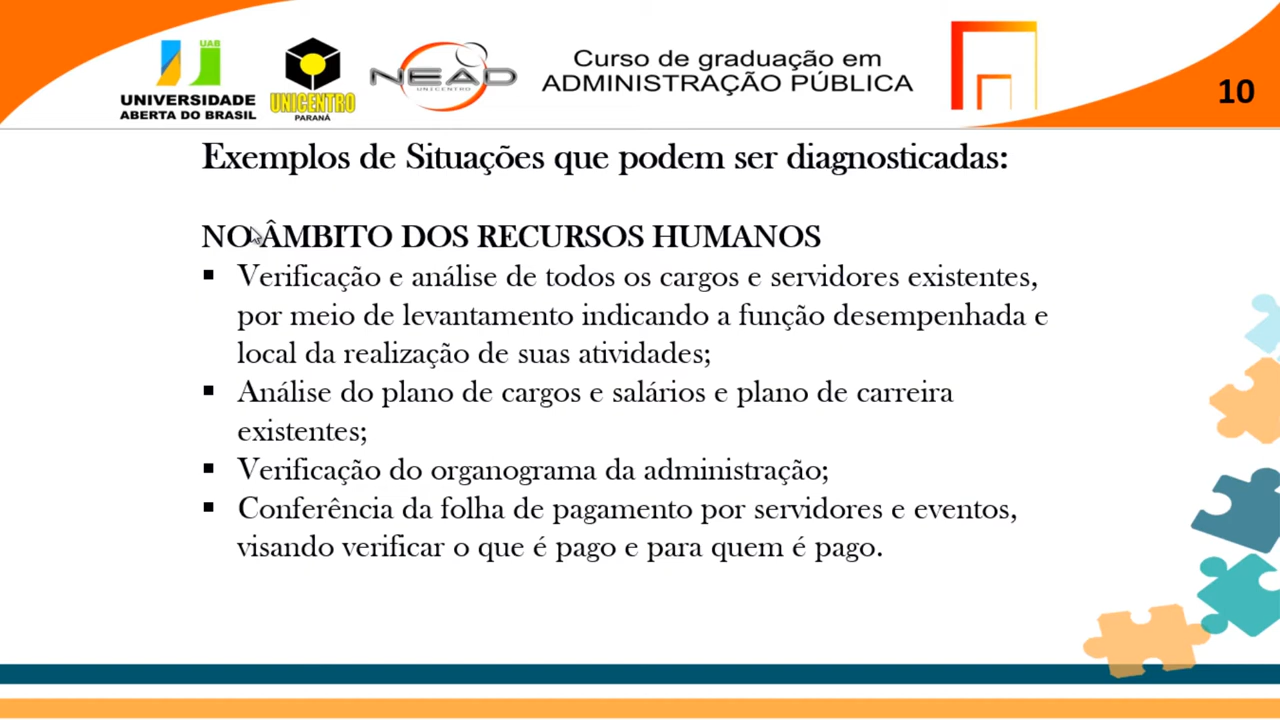 UAB
UNIVERSIDADE
ABERTA DO BRASIL
UNICENTRO
PARANÁ
NEAD
UNICENTRO
Curso de graduação em
ADMINISTRAÇÃO PÚBLICA
10
Exemplos de Situações que podem ser diagnosticadas:
NO ÂMBITO DOS RECURSOS HUMANOS
▪ Verificação e análise de todos os cargos e servidores existentes,
por meio de levantamento indicando a função desempenhada e
local da realização de suas atividades;
▪ Análise do plano de cargos e salários e plano de carreira
existentes;
▪ Verificação do organograma da administração;
▪ Conferência da folha de pagamento por servidores e eventos,
visando verificar o que é pago e para quem é pago.